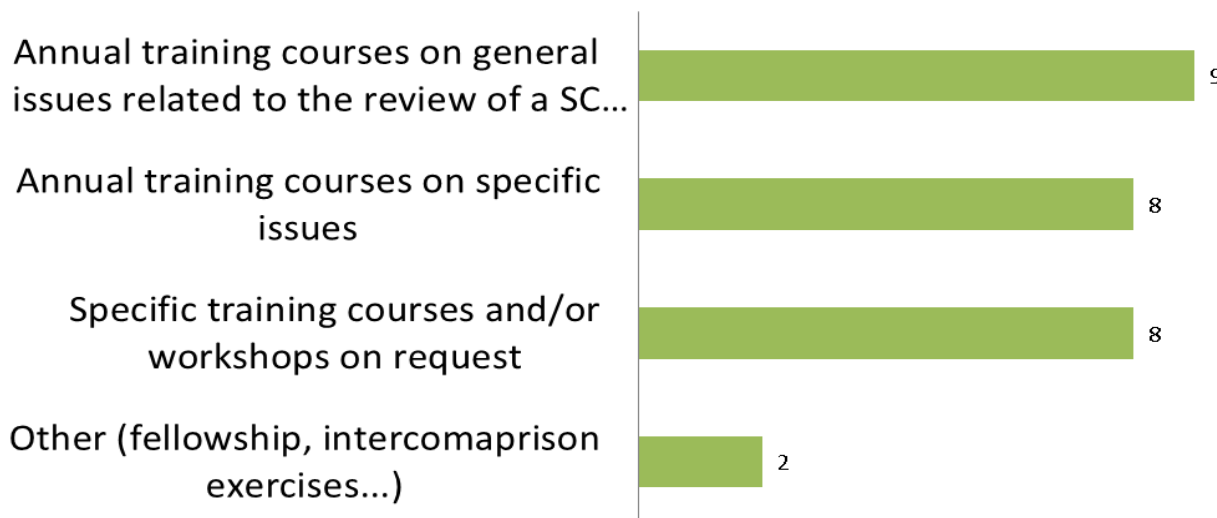 Annual training courses on general
issues related to the review of a SC...
9
Annual training courses on specific
issues
8
Specific training courses and/or
workshops on request
8
Other (fellowship, intercomaprison
exercises...)
2